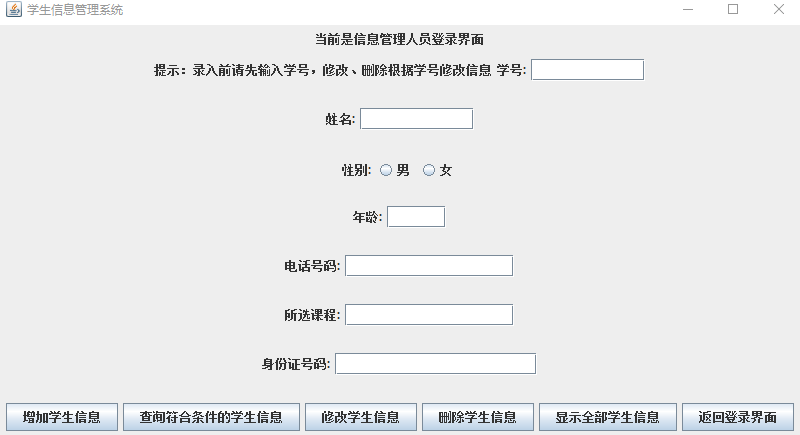 学生信息管理系统
当前是信息管理人员登录界面
提示：录入前请先输入学号，修改、删除根据学号修改信息 学号:
姓名:
性别: 男 女
年龄:
电话号码:
所选课程:
身份证号码:
增加学生信息 查询符合条件的学生信息 修改学生信息 删除学生信息 显示全部学生信息 返回登录界面